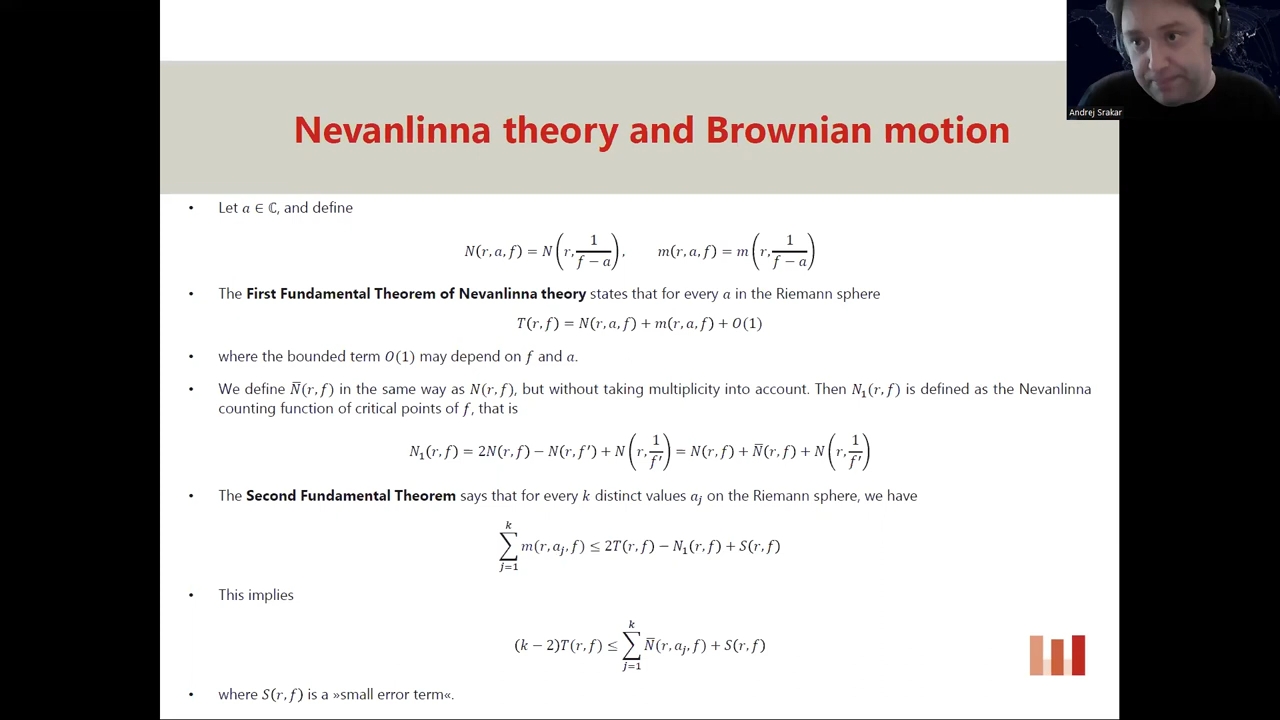 Andrej Srakar
Nevanlinna theory and Brownian motion
• Let a ∈ ℂ, and define
N(r, a, f) = N(r, 1/(f − a)), m(r, a, f) = m(r, 1/(f − a))
• The First Fundamental Theorem of Nevanlinna theory states that for every a in the Riemann sphere
T(r, f) = N(r, a, f) + m(r, a, f) + O(1)
• where the bounded term O(1) may depend on f and a.
• We define N̅(r, f) in the same way as N(r, f), but without taking multiplicity into account. Then N₁(r, f) is defined as the Nevanlinna
counting function of critical points of f, that is
N₁(r, f) = 2N(r, f) − N(r, f′) + N(r, 1/f′) = N(r, f) + N̅(r, f) + N(r, 1/f′)
• The Second Fundamental Theorem says that for every k distinct values aⱼ on the Riemann sphere, we have
∑_{j=1}^{k} m(r, aⱼ, f) ≤ 2T(r, f) − N₁(r, f) + S(r, f)
• This implies
(k − 2)T(r, f) ≤ ∑_{j=1}^{k} N̅(r, aⱼ, f) + S(r, f)
• where S(r, f) is a »small error term«.